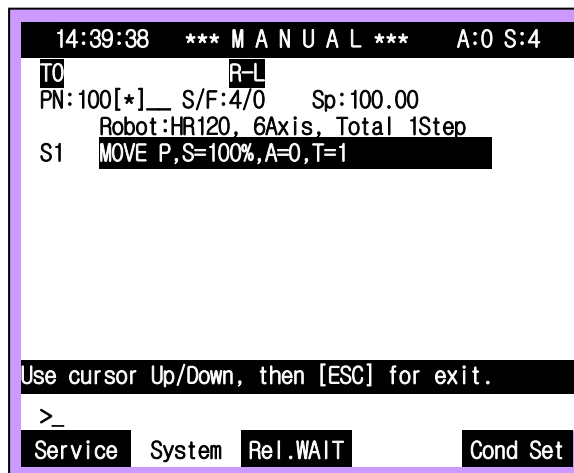 14:39:38 *** M A N U A L *** A:0 S:4
T0 R-L
PN:100[*]__ S/F:4/0 Sp:100.00
Robot:HR120, 6Axis, Total 1Step
S1 MOVE P,S=100%,A=0,T=1
Use cursor Up/Down, then [ESC] for exit.
>_
Service System Rel.WAIT Cond Set